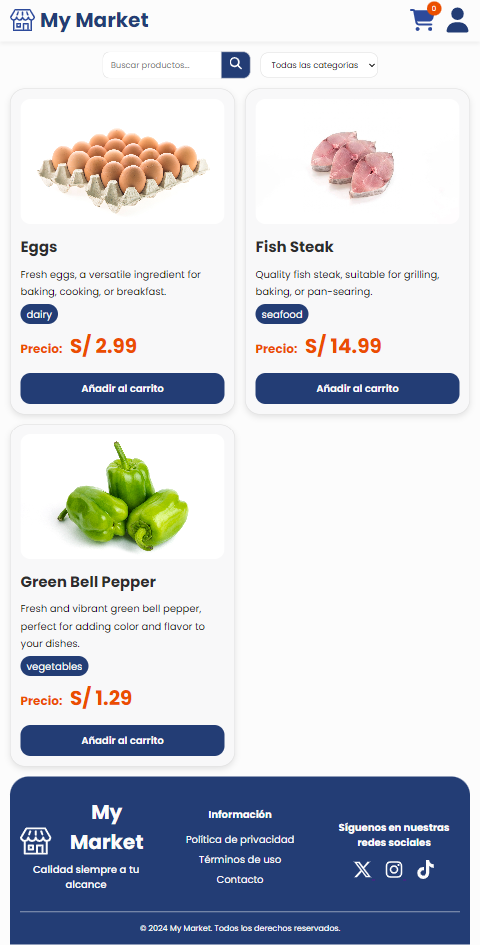 My Market
0
Buscar productos...
Todas las categorías
Eggs
Fresh eggs, a versatile ingredient for
baking, cooking, or breakfast.
dairy
Precio: S/ 2.99
Añadir al carrito
Fish Steak
Quality fish steak, suitable for grilling,
baking, or pan-searing.
seafood
Precio: S/ 14.99
Añadir al carrito
Green Bell Pepper
Fresh and vibrant green bell pepper,
perfect for adding color and flavor to
your dishes.
vegetables
Precio: S/ 1.29
Añadir al carrito
My
Market
Calidad siempre a tu
alcance
Información
Política de privacidad
Términos de uso
Contacto
Síguenos en nuestras
redes sociales
© 2024 My Market. Todos los derechos reservados.